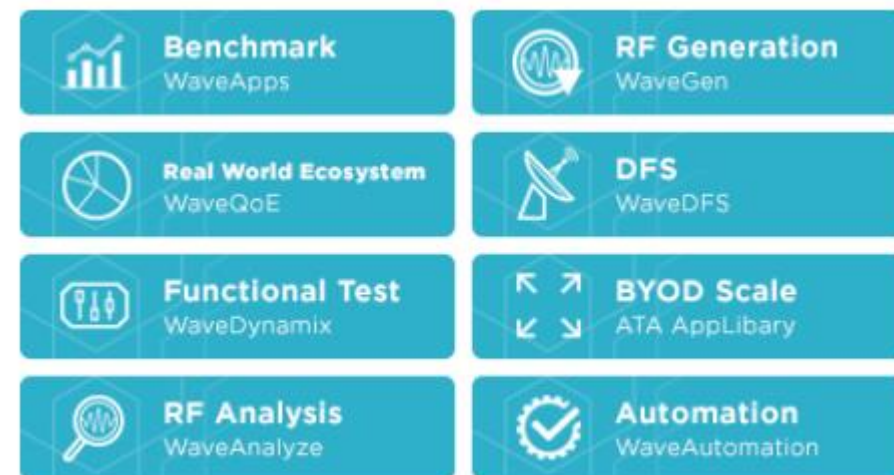 Benchmark
WaveApps
RF Generation
WaveGen
Real World Ecosystem
WaveQoE
DFS
WaveDFS
Functional Test
WaveDynamix
BYOD Scale
ATA AppLibary
RF Analysis
WaveAnalyze
Automation
WaveAutomation